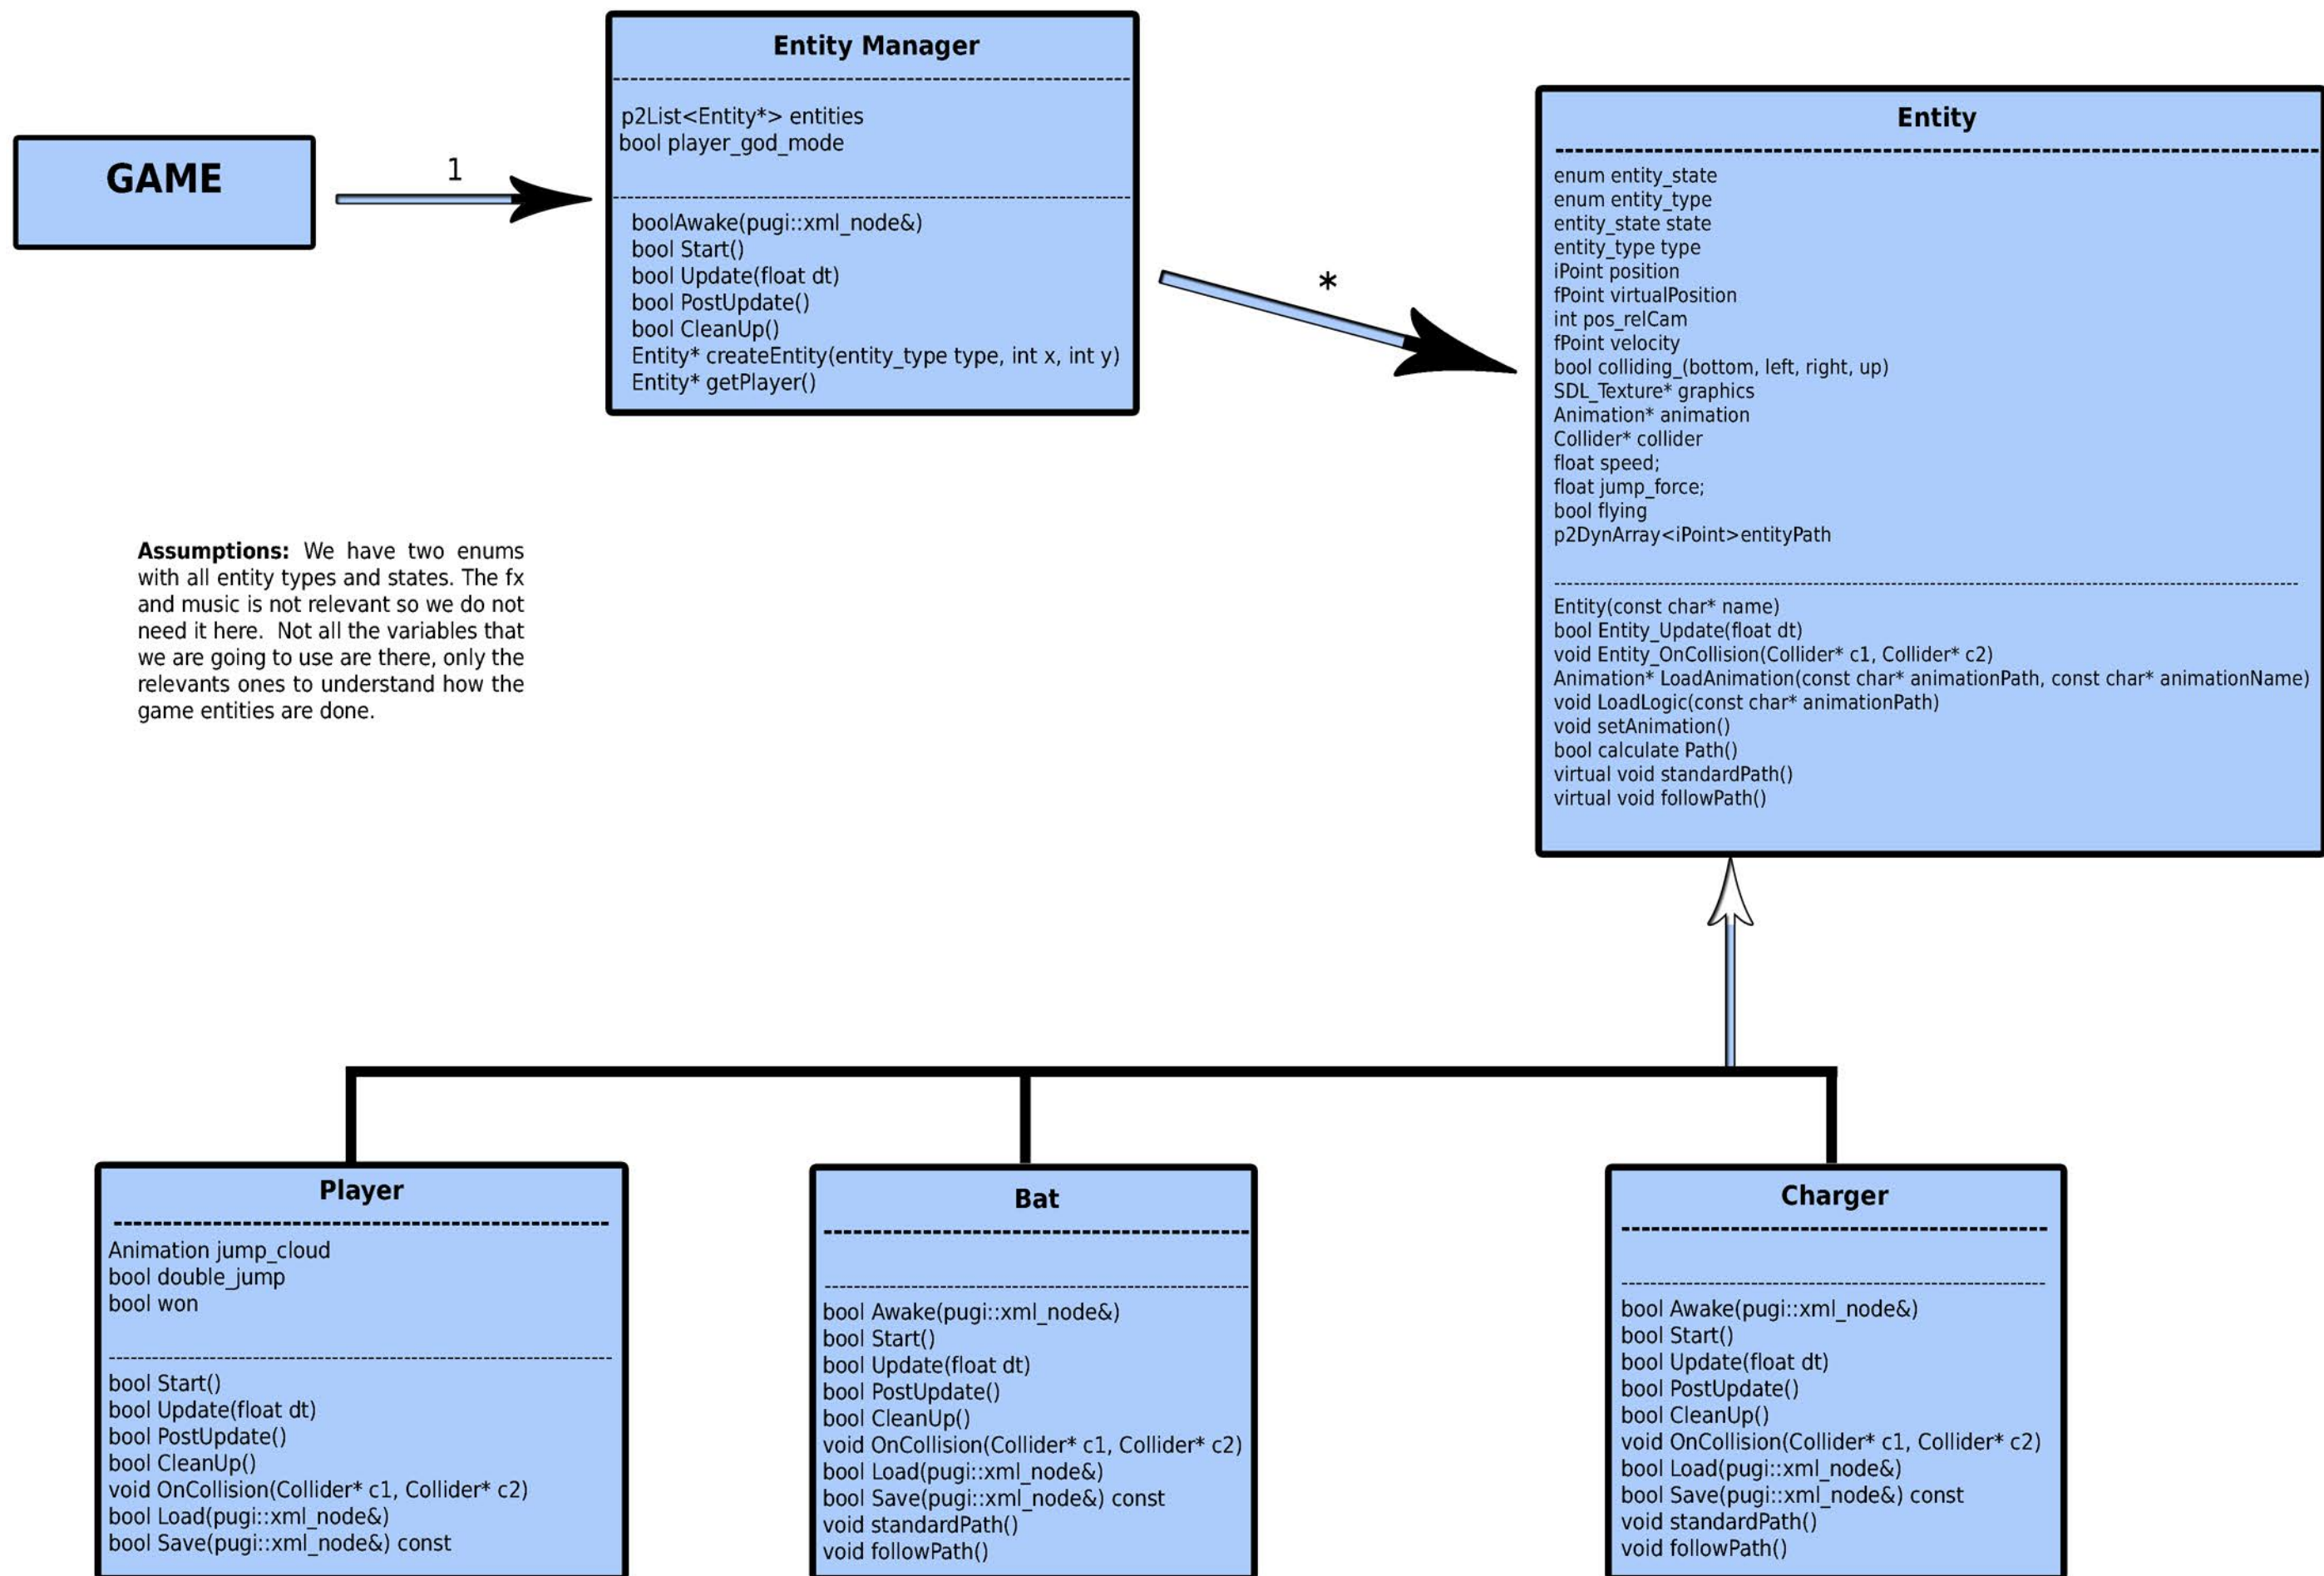 GAME
1
Entity Manager
p2List<Entity*> entities
bool player_god_mode
boolAwake(pugi::xml_node&)
bool Start()
bool Update(float dt)
bool PostUpdate()
bool CleanUp()
Entity* createEntity(entity_type type, int x, int y)
Entity* getPlayer()
*
Entity
enum entity_state
enum entity_type
entity_state state
entity_type type
iPoint position
fPoint virtualPosition
int pos_relCam
fPoint velocity
bool colliding_(bottom, left, right, up)
SDL_Texture* graphics
Animation* animation
Collider* collider
float speed;
float jump_force;
bool flying
p2DynArray<iPoint>entityPath
Entity(const char* name)
bool Entity_Update(float dt)
void Entity_OnCollision(Collider* c1, Collider* c2)
Animation* LoadAnimation(const char* animationPath, const char* animationName)
void LoadLogic(const char* animationPath)
void setAnimation()
bool calculate Path()
virtual void standardPath()
virtual void followPath()
Assumptions: We have two enums
with all entity types and states. The fx
and music is not relevant so we do not
need it here. Not all the variables that
we are going to use are there, only the
relevants ones to understand how the
game entities are done.
Player
Animation jump_cloud
bool double_jump
bool won
bool Start()
bool Update(float dt)
bool PostUpdate()
bool CleanUp()
void OnCollision(Collider* c1, Collider* c2)
bool Load(pugi::xml_node&)
bool Save(pugi::xml_node&) const
Bat
bool Awake(pugi::xml_node&)
bool Start()
bool Update(float dt)
bool PostUpdate()
bool CleanUp()
void OnCollision(Collider* c1, Collider* c2)
bool Load(pugi::xml_node&)
bool Save(pugi::xml_node&) const
void standardPath()
void followPath()
Charger
bool Awake(pugi::xml_node&)
bool Start()
bool Update(float dt)
bool PostUpdate()
bool CleanUp()
void OnCollision(Collider* c1, Collider* c2)
bool Load(pugi::xml_node&)
bool Save(pugi::xml_node&) const
void standardPath()
void followPath()